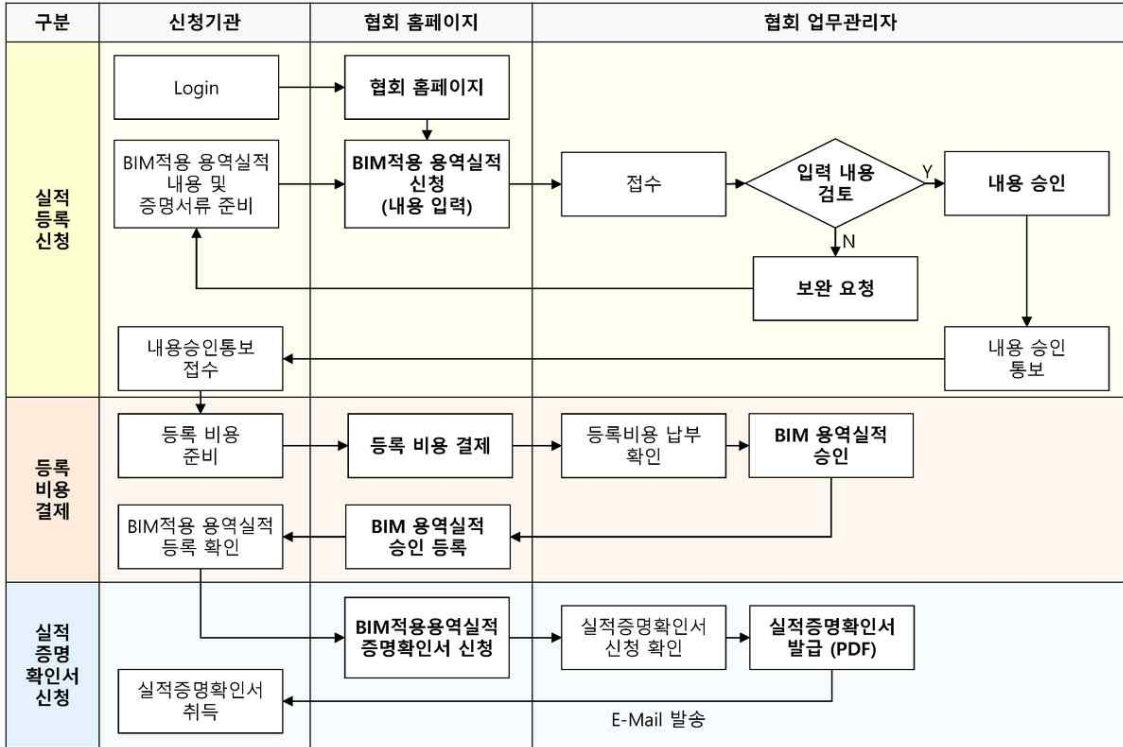 구분
신청기관
협회 홈페이지
협회 업무관리자
실적
등록
신청
Login
협회 홈페이지
BIM적용 용역실적
내용 및
증명서류 준비
BIM적용 용역실적
신청
(내용 입력)
접수
입력 내용
검토
Y
내용 승인
N
보완 요청
내용승인통보
접수
내용 승인
통보
등록
비용
결제
등록 비용
준비
등록 비용 결제
등록비용 납부
확인
BIM 용역실적
승인
BIM적용 용역실적
등록 확인
BIM 용역실적
승인 등록
실적
증명
확인서
신청
BIM적용용역실적
증명확인서 신청
실적증명확인서
신청 확인
실적증명확인서
발급 (PDF)
실적증명확인서
취득
E-Mail 발송